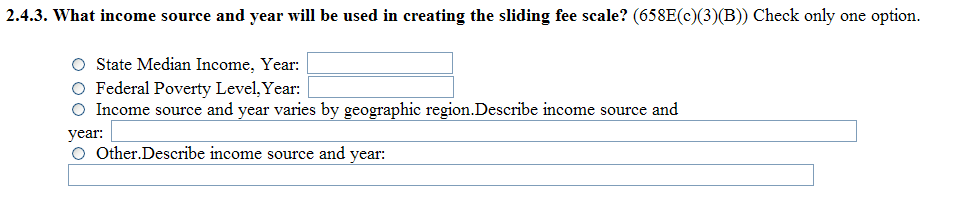 2.4.3. What income source and year will be used in creating the sliding fee scale? (658E(c)(3)(B)) Check only one option.
State Median Income, Year:
Federal Poverty Level,Year:
Income source and year varies by geographic region.Describe income source and
year:
Other.Describe income source and year: